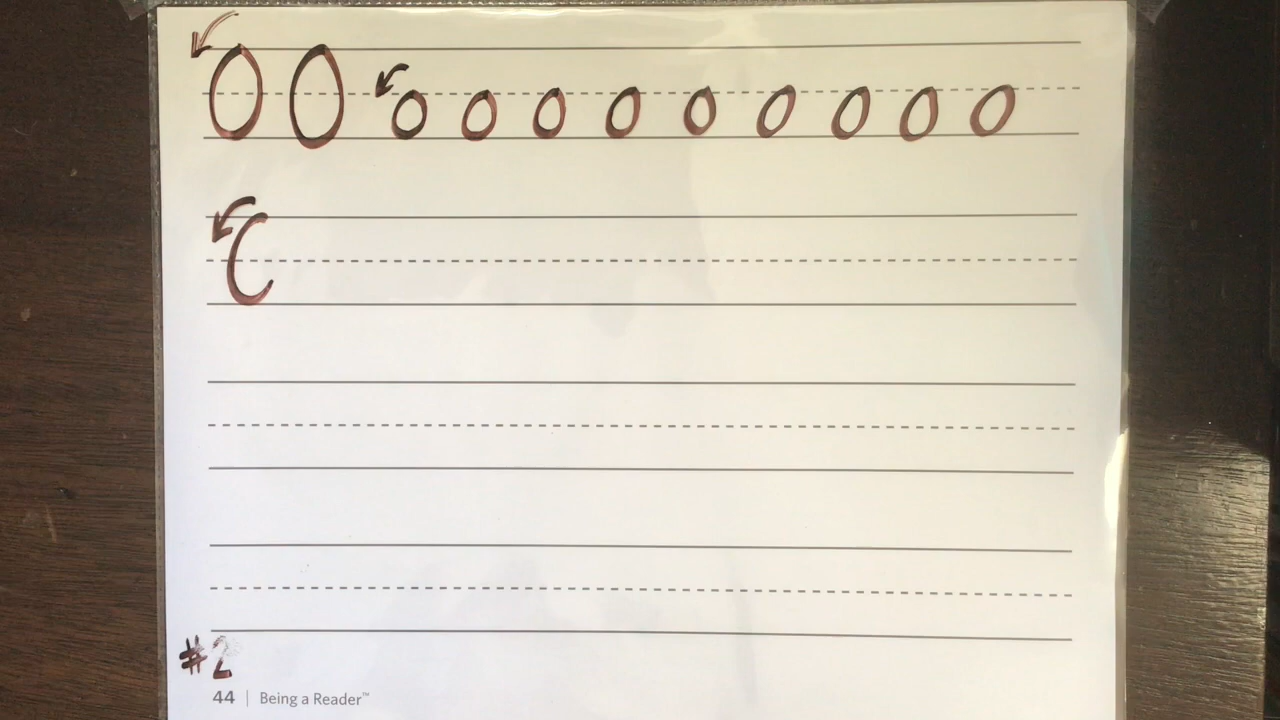 O O o o o o o o o o o
C
#2
44 | Being a Reader™